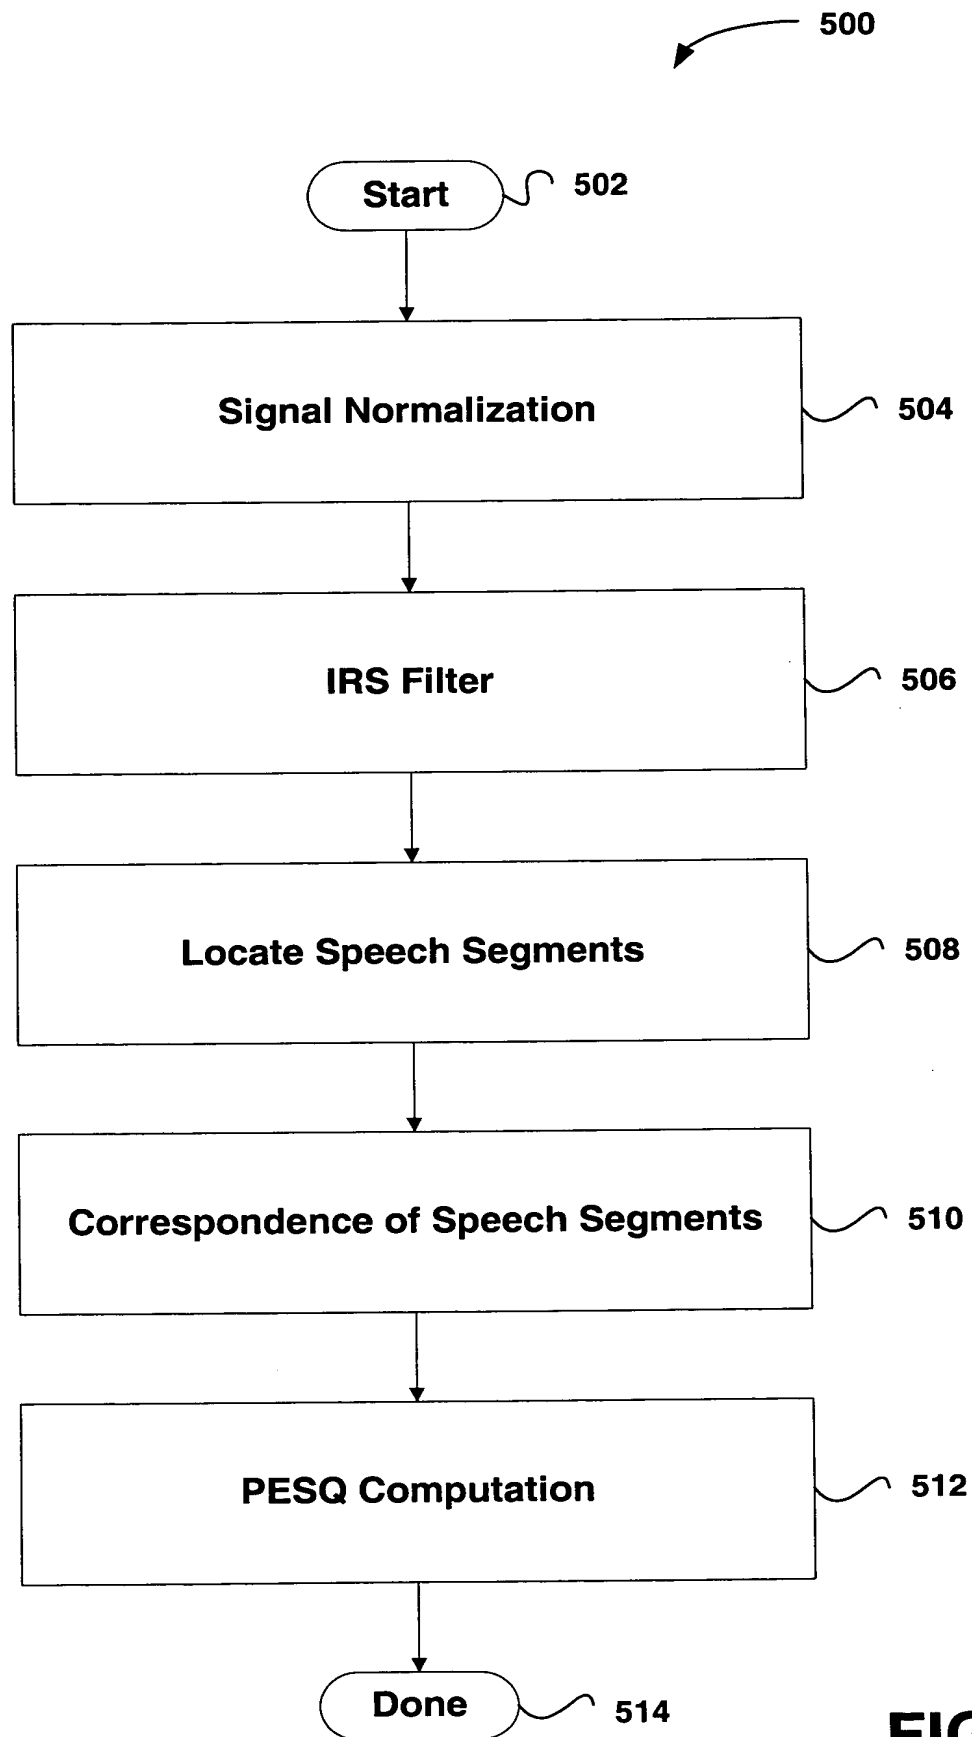 500
Start
502
Signal Normalization
504
IRS Filter
506
Locate Speech Segments
508
Correspondence of Speech Segments
510
PESQ Computation
512
Done
514